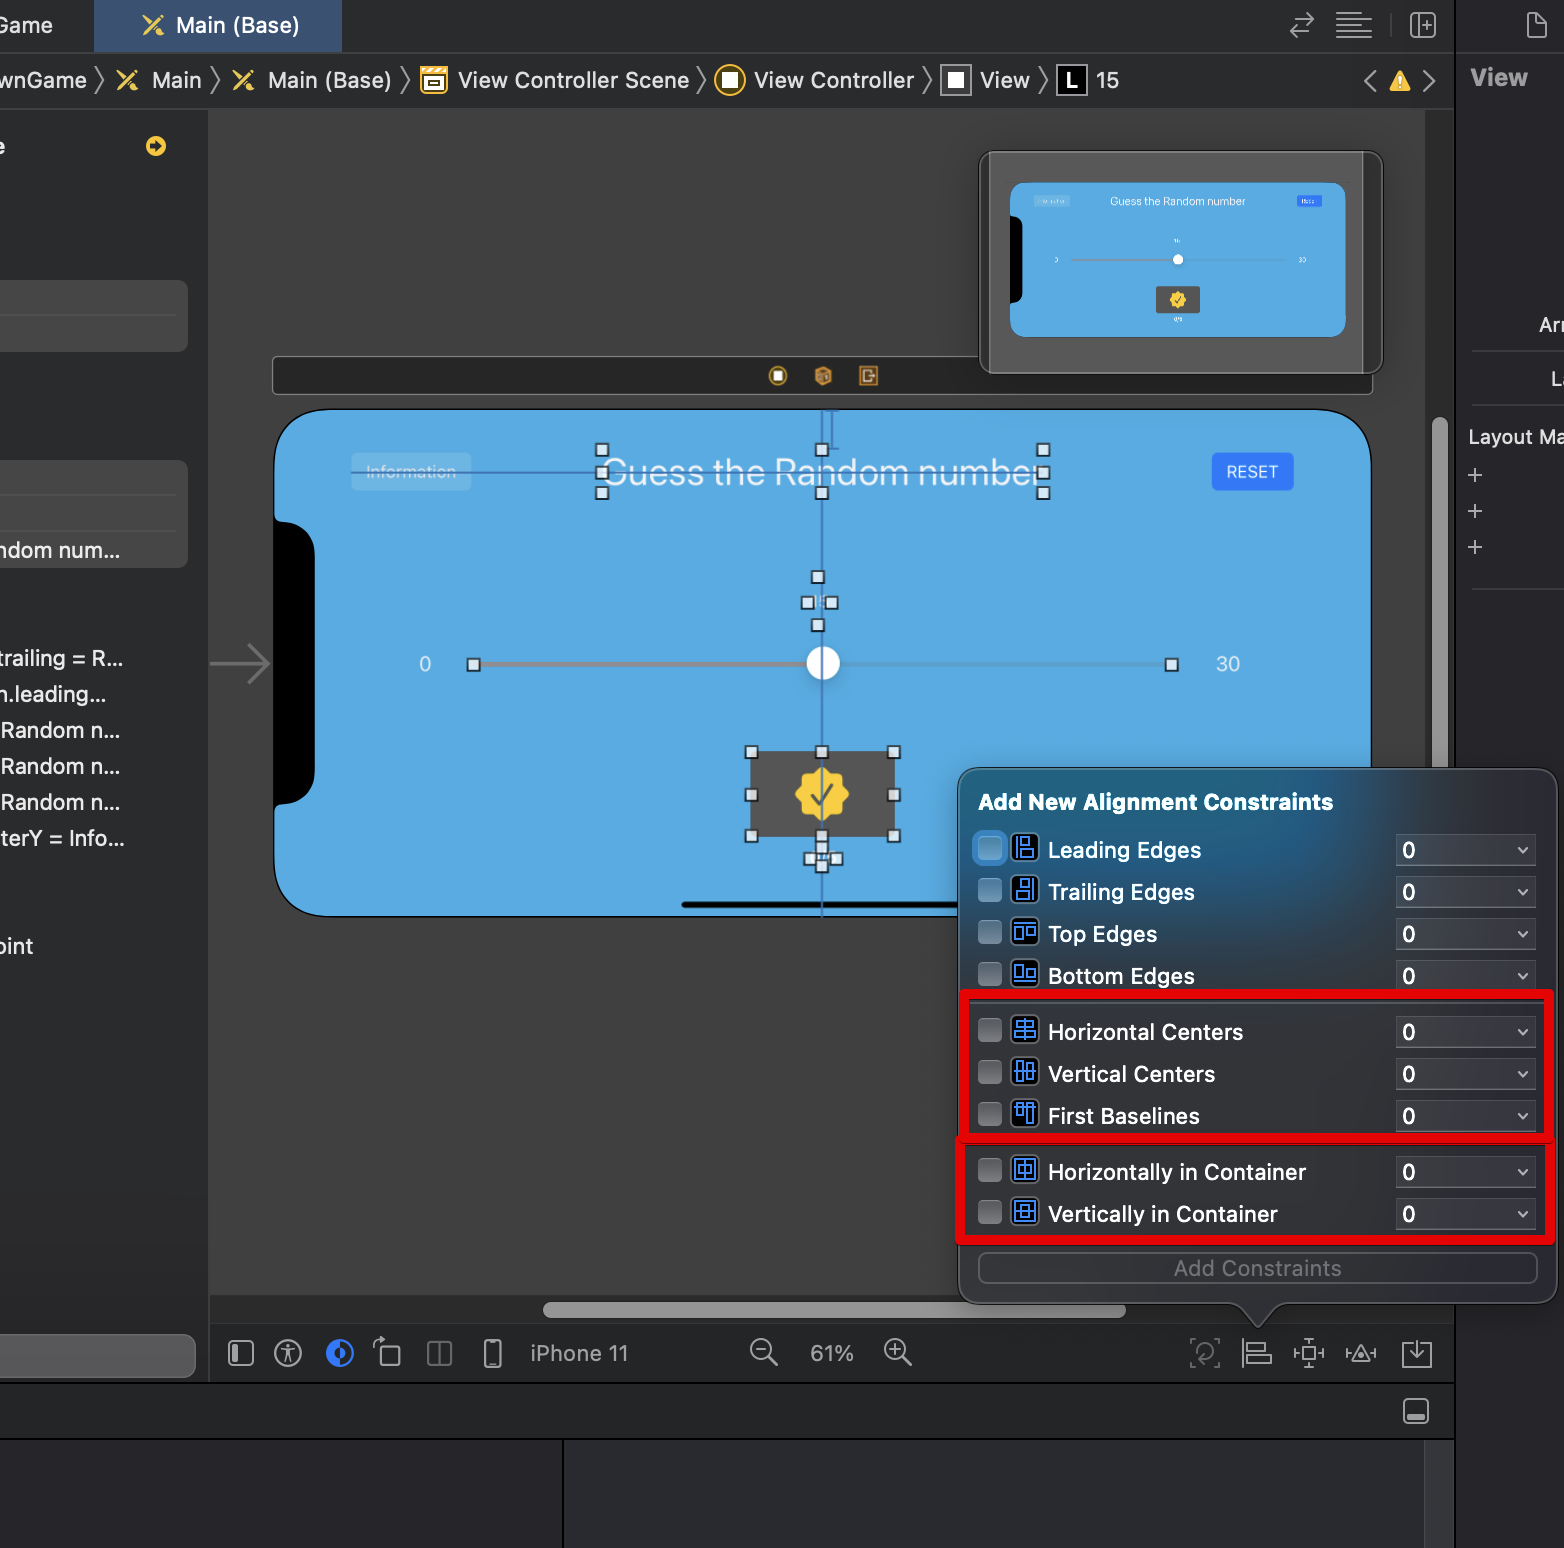 Game
Main (Base)
wnGame
Main
Main (Base)
View Controller Scene
View Controller
View
L
15
View
e
Guess the Random number
0
30
Information
Guess the Random number
RESET
0
30
Arr
La
Layout Ma
ndom num...
trailing = R...
n.leading...
Random n...
Random n...
Random n...
terY = Info...
oint
Add New Alignment Constraints
Leading Edges 0
Trailing Edges 0
Top Edges 0
Bottom Edges 0
Horizontal Centers 0
Vertical Centers 0
First Baselines 0
Horizontally in Container 0
Vertically in Container 0
Add Constraints
iPhone 11
61%